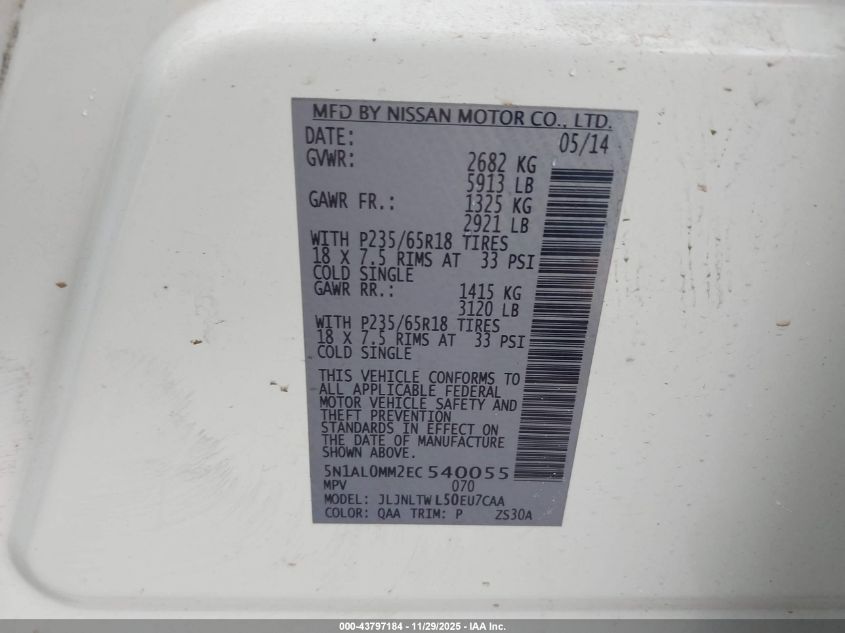 MFD BY NISSAN MOTOR CO., LTD.
DATE: 05/14
GVWR: 2682 KG
5913 LB
GAWR FR.: 1325 KG
2921 LB
WITH P235/65R18 TIRES
18 X 7.5 RIMS AT 33 PSI
COLD SINGLE
GAWR RR.: 1415 KG
3120 LB
WITH P235/65R18 TIRES
18 X 7.5 RIMS AT 33 PSI
COLD SINGLE
THIS VEHICLE CONFORMS TO
ALL APPLICABLE FEDERAL
MOTOR VEHICLE SAFETY AND
THEFT PREVENTION
STANDARDS IN EFFECT ON
THE DATE OF MANUFACTURE
SHOWN ABOVE.
5N1AL0MM2EC540055
MPV 070
MODEL: JLJNLTWL50EU7CAA
COLOR: QAA TRIM: P ZS30A
000-43797184 - 11/29/2025 - IAA Inc.